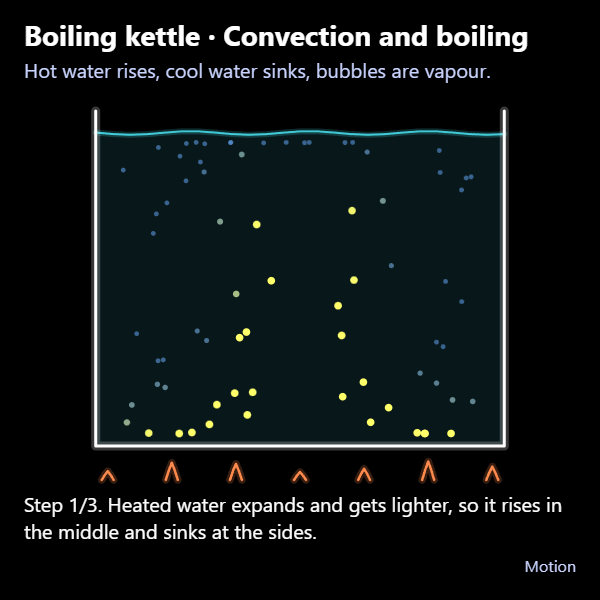 Boiling kettle · Convection and boiling
Hot water rises, cool water sinks, bubbles are vapour.
Step 1/3. Heated water expands and gets lighter, so it rises in
the middle and sinks at the sides.
Motion